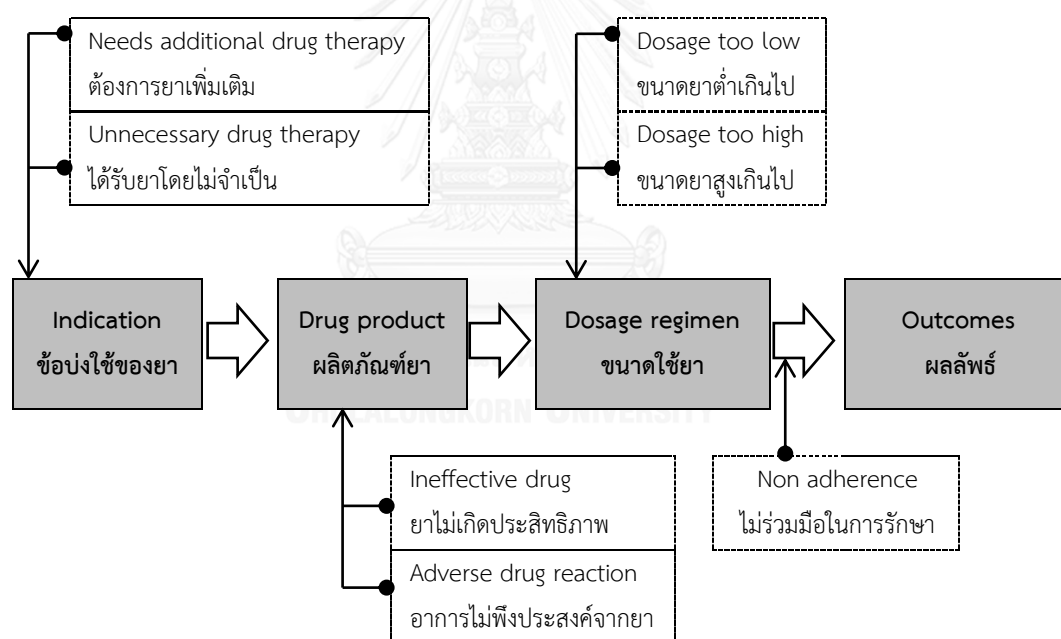 Needs additional drug therapy
ต้องการยาเพิ่มเติม
Unnecessary drug therapy
ได้รับยาโดยไม่จำเป็น
Dosage too low
ขนาดยาต่ำเกินไป
Dosage too high
ขนาดยาสูงเกินไป
Indication
ข้อบ่งใช้ของยา
Drug product
ผลิตภัณฑ์ยา
Dosage regimen
ขนาดใช้ยา
Outcomes
ผลลัพธ์
CHULALONGKORN UNIVERSITY
Ineffective drug
ยาไม่เกิดประสิทธิภาพ
Adverse drug reaction
อาการไม่พึงประสงค์จากยา
Non adherence
ไม่ร่วมมือในการรักษา